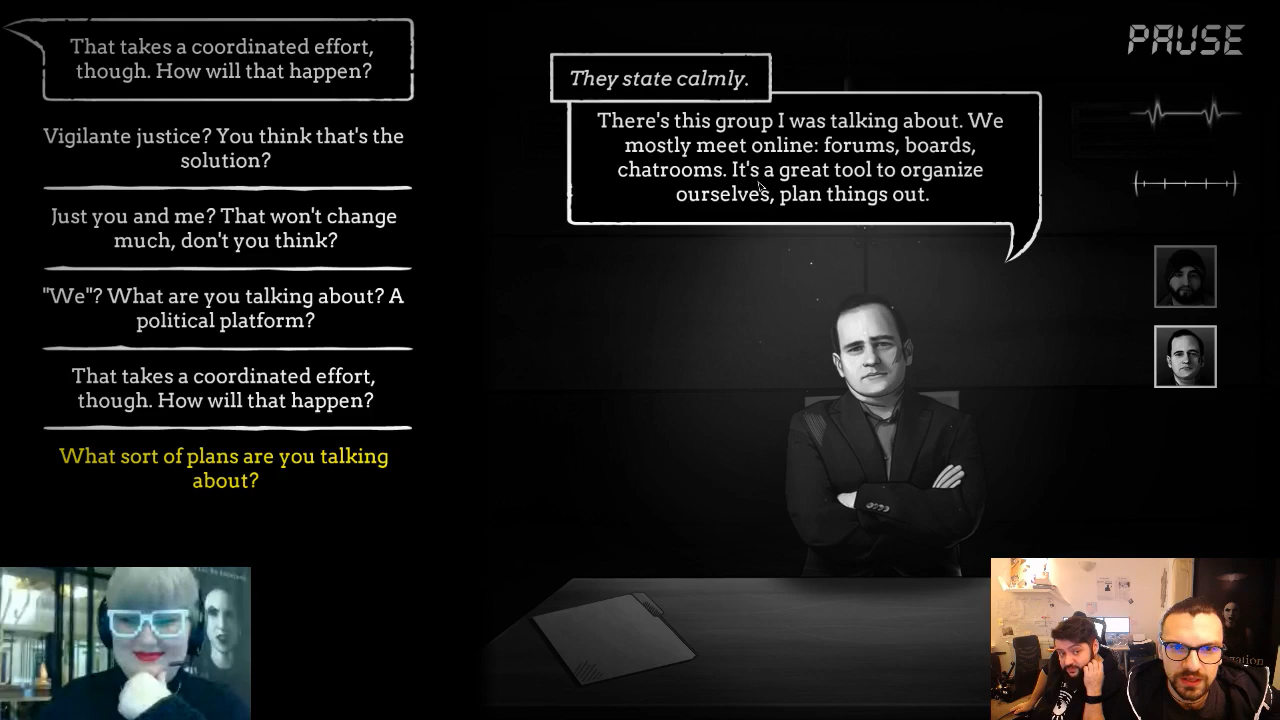 That takes a coordinated effort,
though. How will that happen?
Vigilante justice? You think that's the
solution?
Just you and me? That won't change
much, don't you think?
"We"? What are you talking about? A
political platform?
That takes a coordinated effort,
though. How will that happen?
What sort of plans are you talking
about?
They state calmly.
There's this group I was talking about. We
mostly meet online: forums, boards,
chatrooms. It's a great tool to organize
ourselves, plan things out.
PAUSE